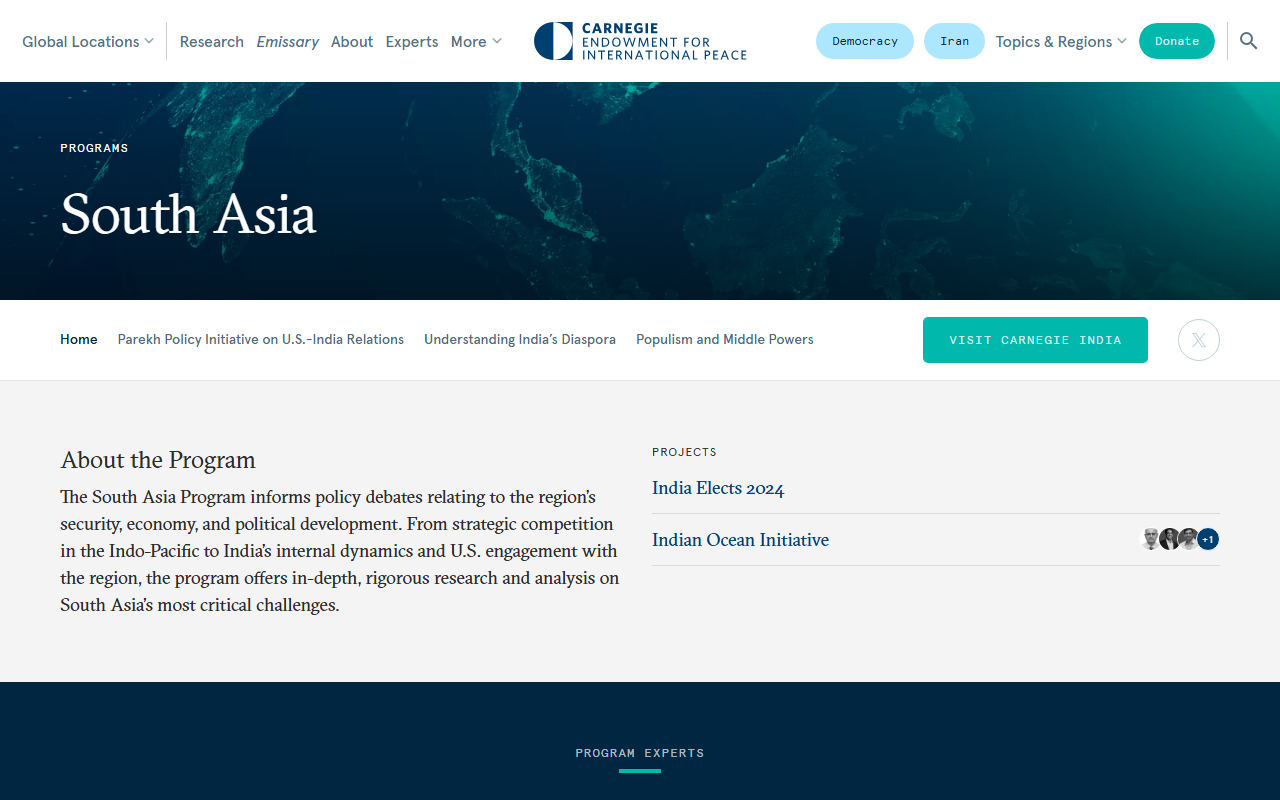 Global Locations
Research
Emissary
About
Experts
More
CARNEGIE
ENDOWMENT FOR
INTERNATIONAL PEACE
Democracy
Iran
Topics & Regions
Donate
PROGRAMS
South Asia
Home
Parekh Policy Initiative on U.S.-India Relations
Understanding India’s Diaspora
Populism and Middle Powers
VISIT CARNEGIE INDIA
About the Program
The South Asia Program informs policy debates relating to the region’s
security, economy, and political development. From strategic competition
in the Indo-Pacific to India’s internal dynamics and U.S. engagement with
the region, the program offers in-depth, rigorous research and analysis on
South Asia’s most critical challenges.
PROJECTS
India Elects 2024
Indian Ocean Initiative
+1
PROGRAM EXPERTS